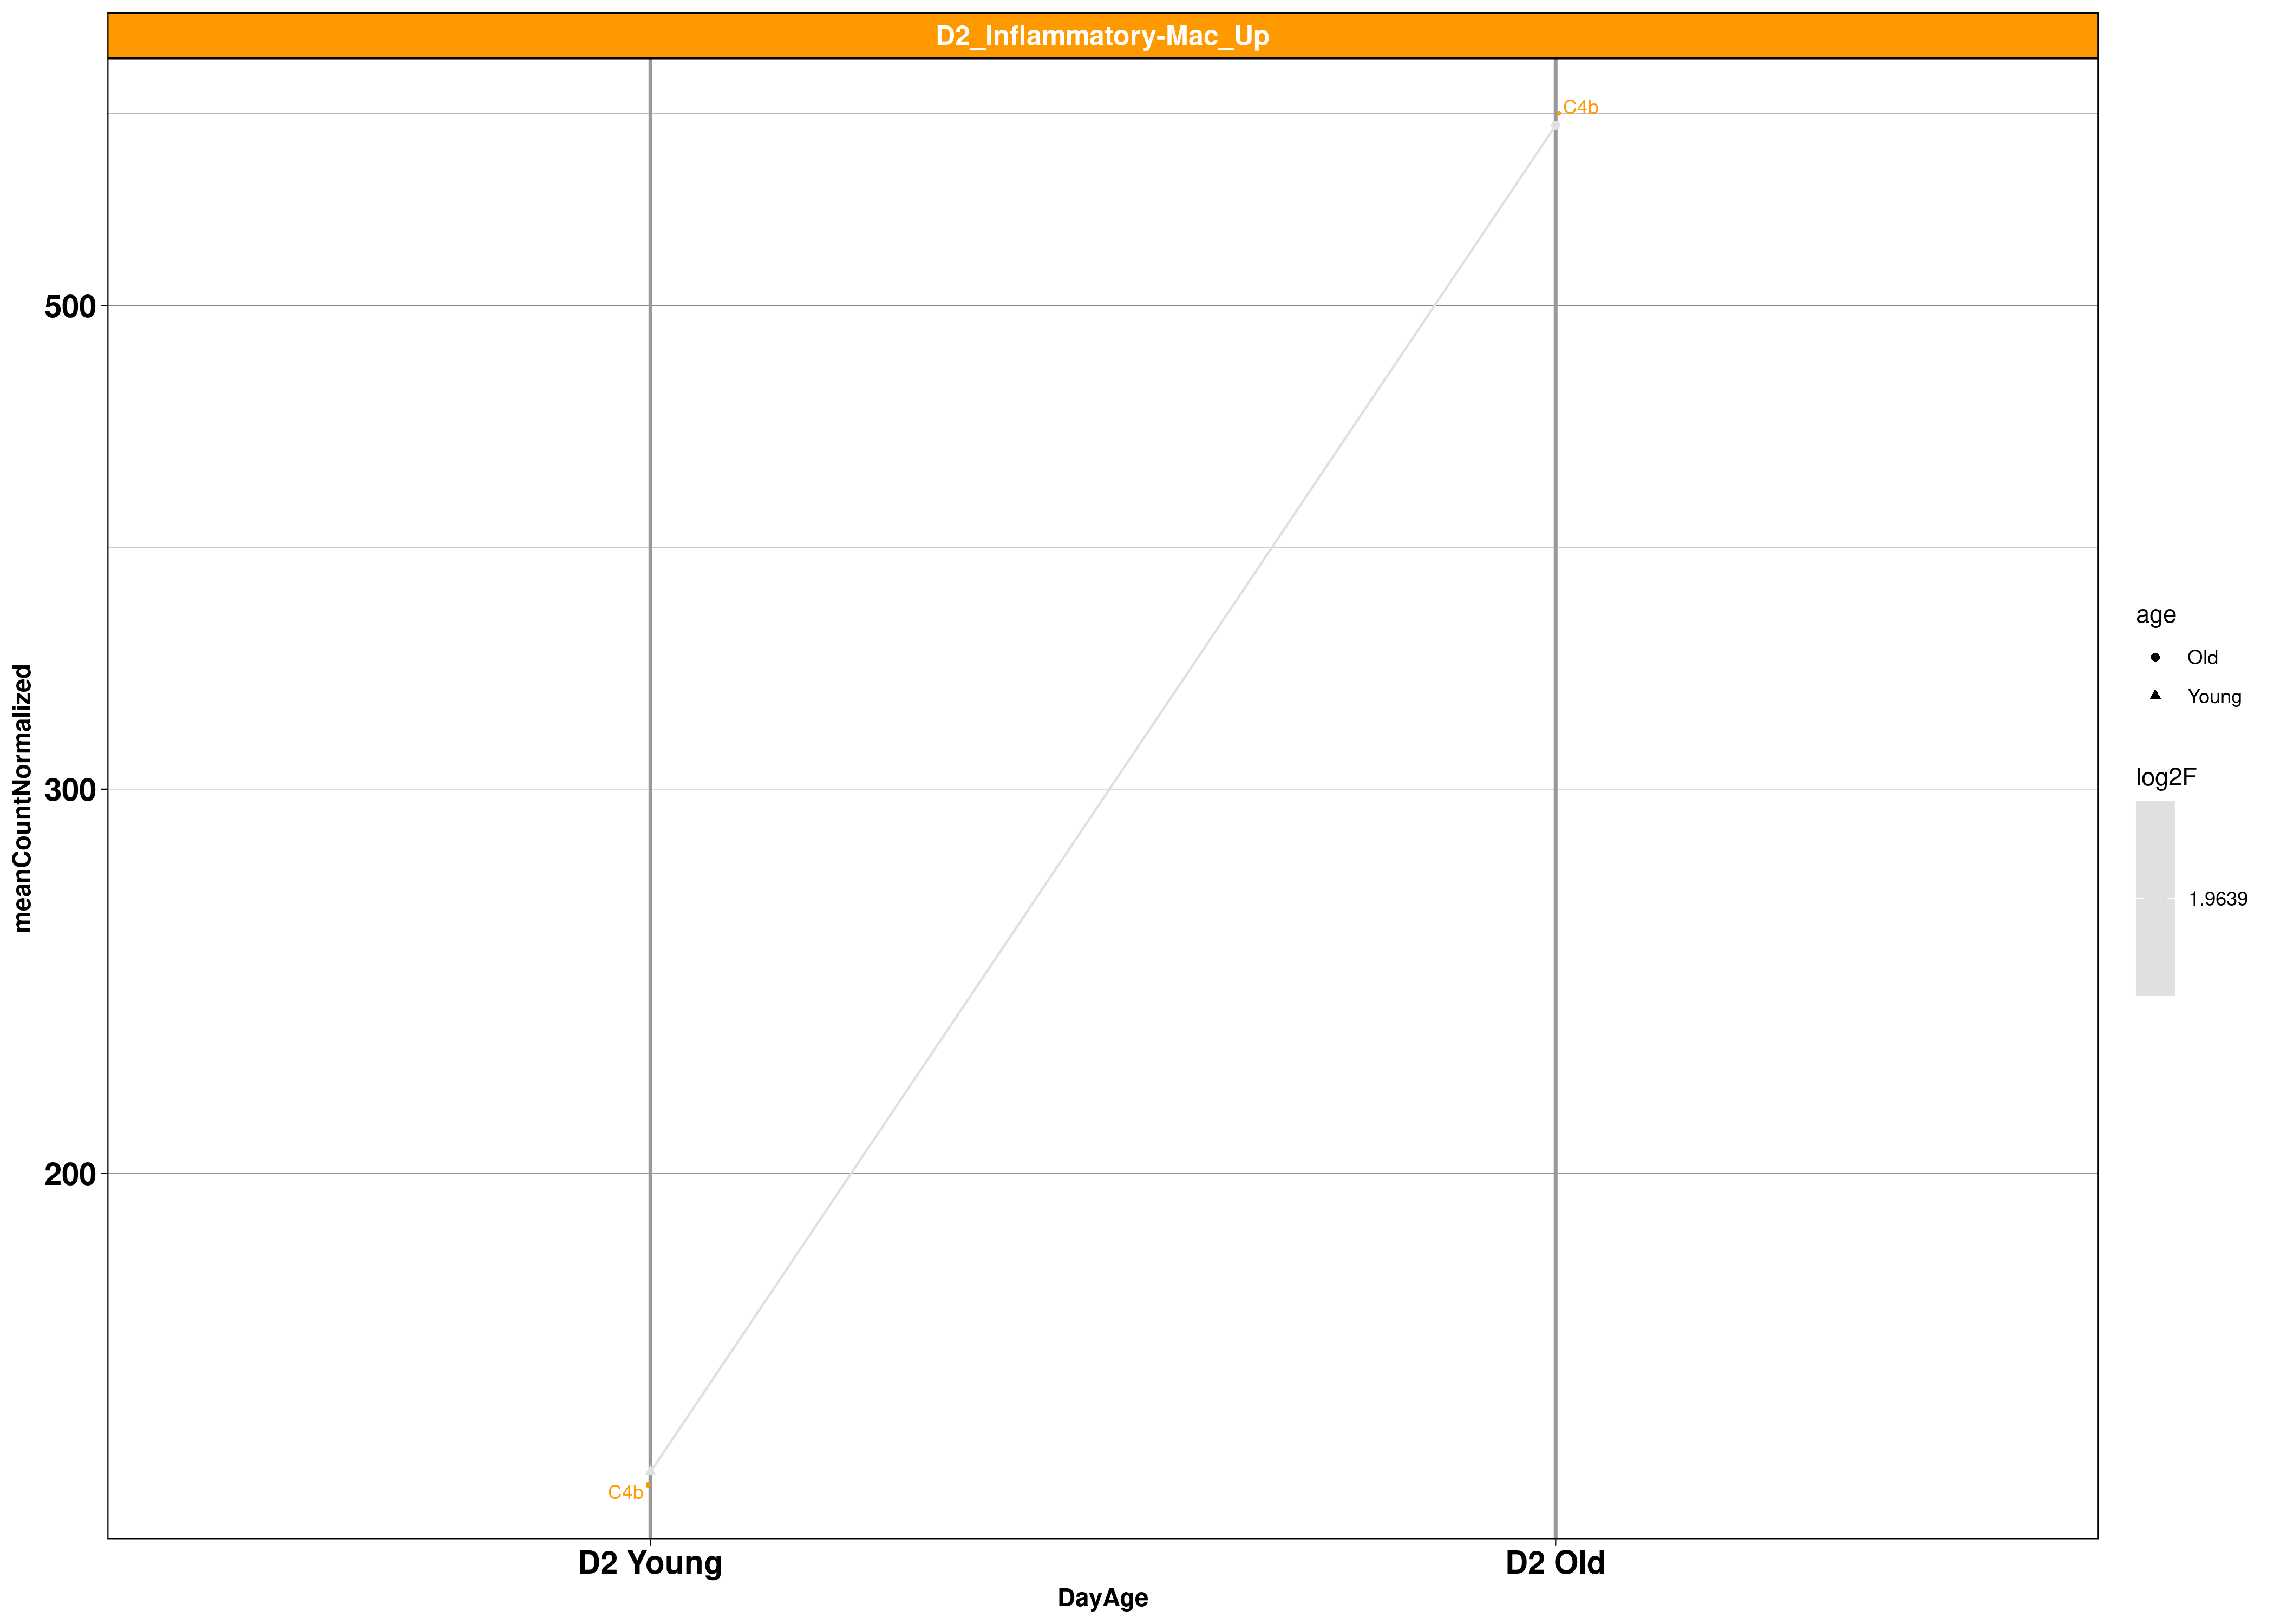 D2_Inflammatory-Mac_Up
C4b
500
300
200
C4b
meanCountNormalized
D2 Young
D2 Old
DayAge
age
Old
Young
log2F
1.9639